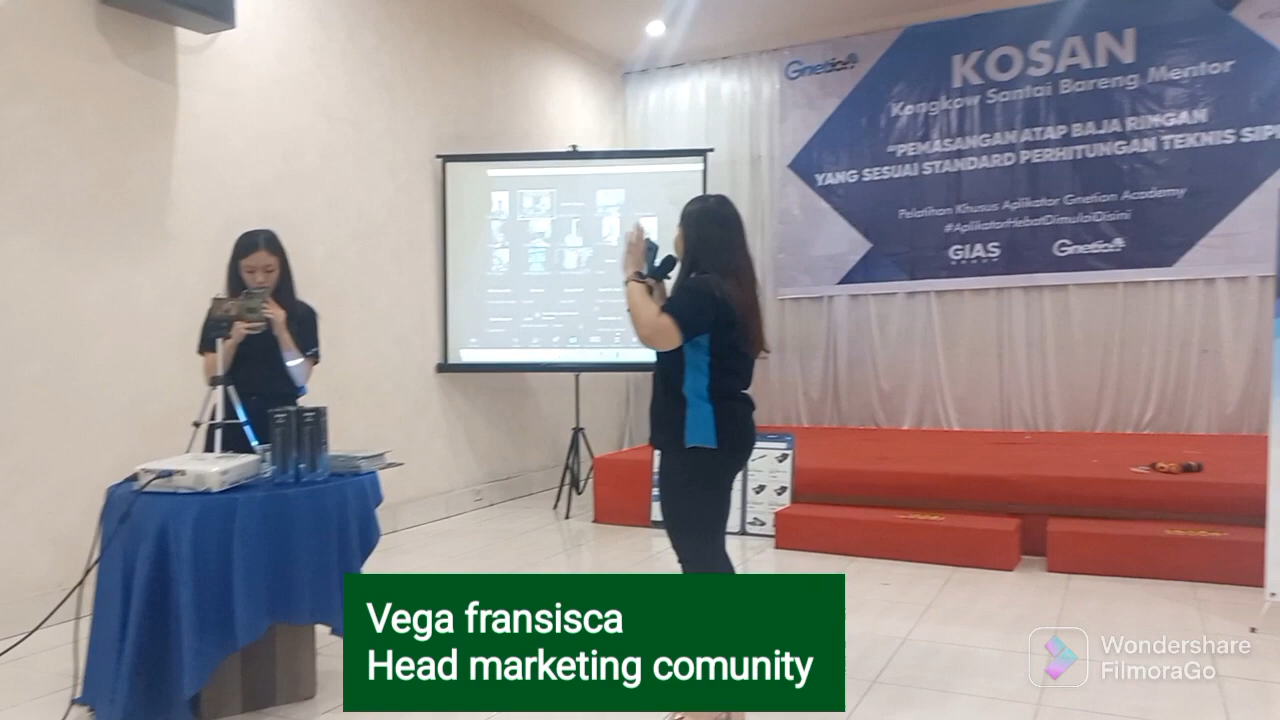 Gnetion
KOSAN
Kongkow Santai Bareng Mentor
"PEMASANGAN ATAP BAJA RINGAN
YANG SESUAI STANDARD PERHITUNGAN TEKNIS SIPI
Pelatihan Khusus Aplikator Gnetion Academy
#AplikatorHebatDimulaiDisini
GIAS
Gnetion
Vega fransisca
Head marketing comunity
Wondershare
FilmoraGo